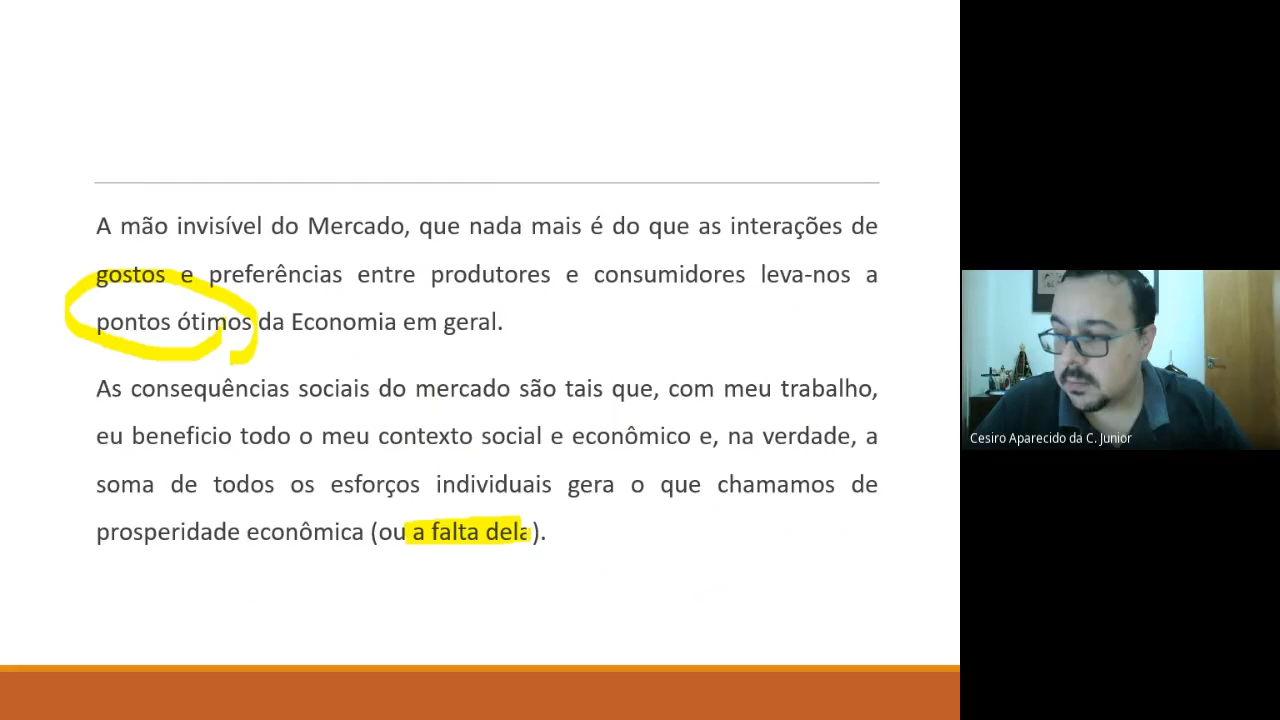 A mão invisível do Mercado, que nada mais é do que as interações de
gostos e preferências entre produtores e consumidores leva-nos a
pontos ótimos da Economia em geral.
As consequências sociais do mercado são tais que, com meu trabalho,
eu beneficio todo o meu contexto social e econômico e, na verdade, a
soma de todos os esforços individuais gera o que chamamos de
prosperidade econômica (ou a falta dela).
Cesiro Aparecido da C. Junior